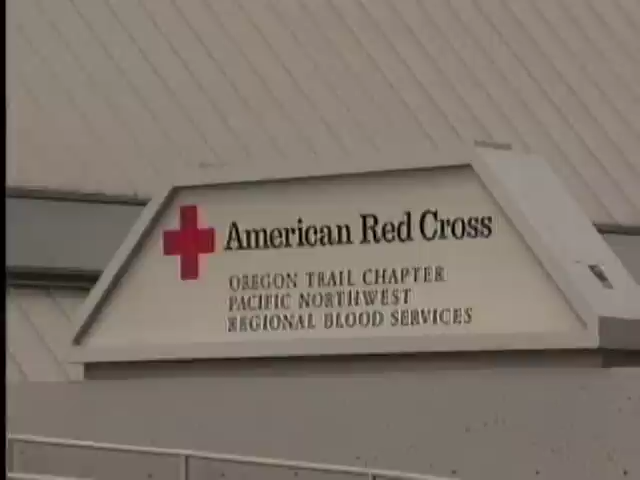 American Red Cross
OREGON TRAIL CHAPTER
PACIFIC NORTHWEST
REGIONAL BLOOD SERVICES